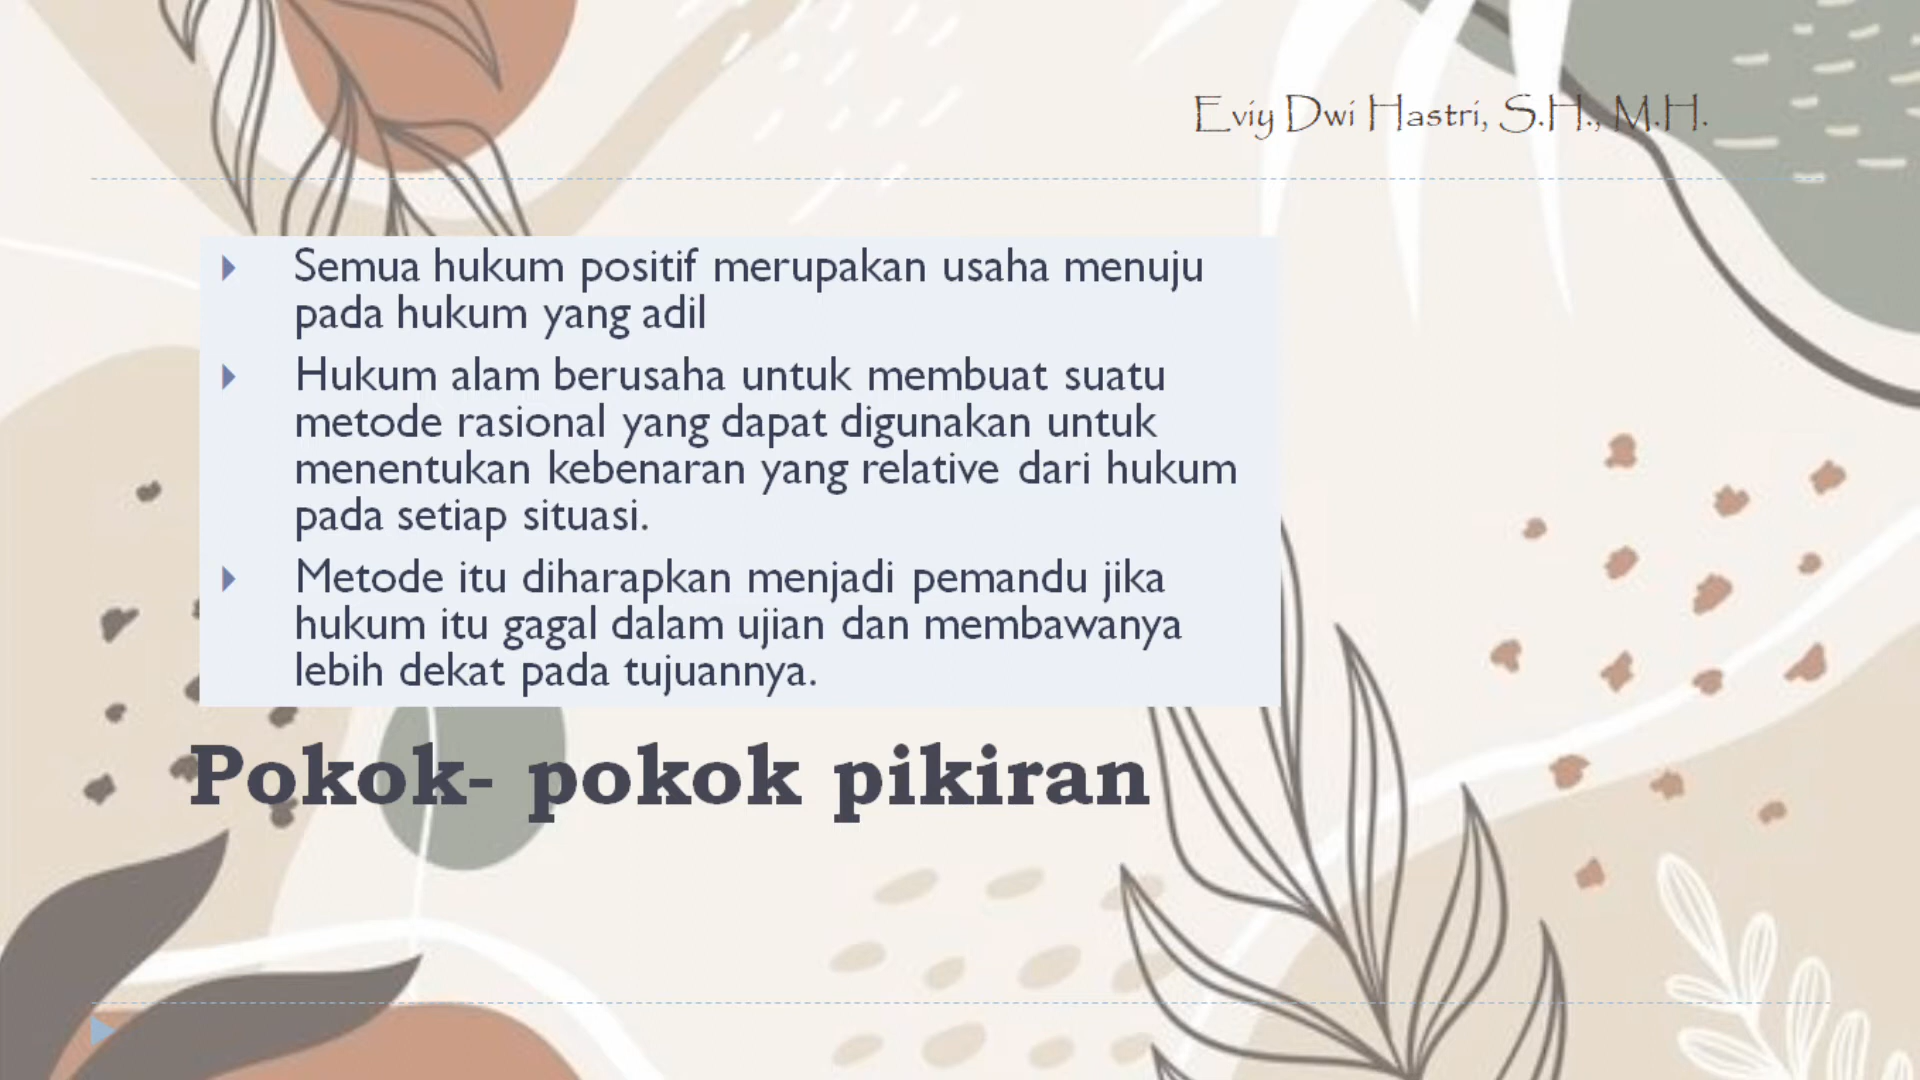 Eviy Dwi Hastri, S.H., M.H.
Semua hukum positif merupakan usaha menuju
pada hukum yang adil
Hukum alam berusaha untuk membuat suatu
metode rasional yang dapat digunakan untuk
menentukan kebenaran yang relative dari hukum
pada setiap situasi.
Metode itu diharapkan menjadi pemandu jika
hukum itu gagal dalam ujian dan membawanya
lebih dekat pada tujuannya.
Pokok- pokok pikiran